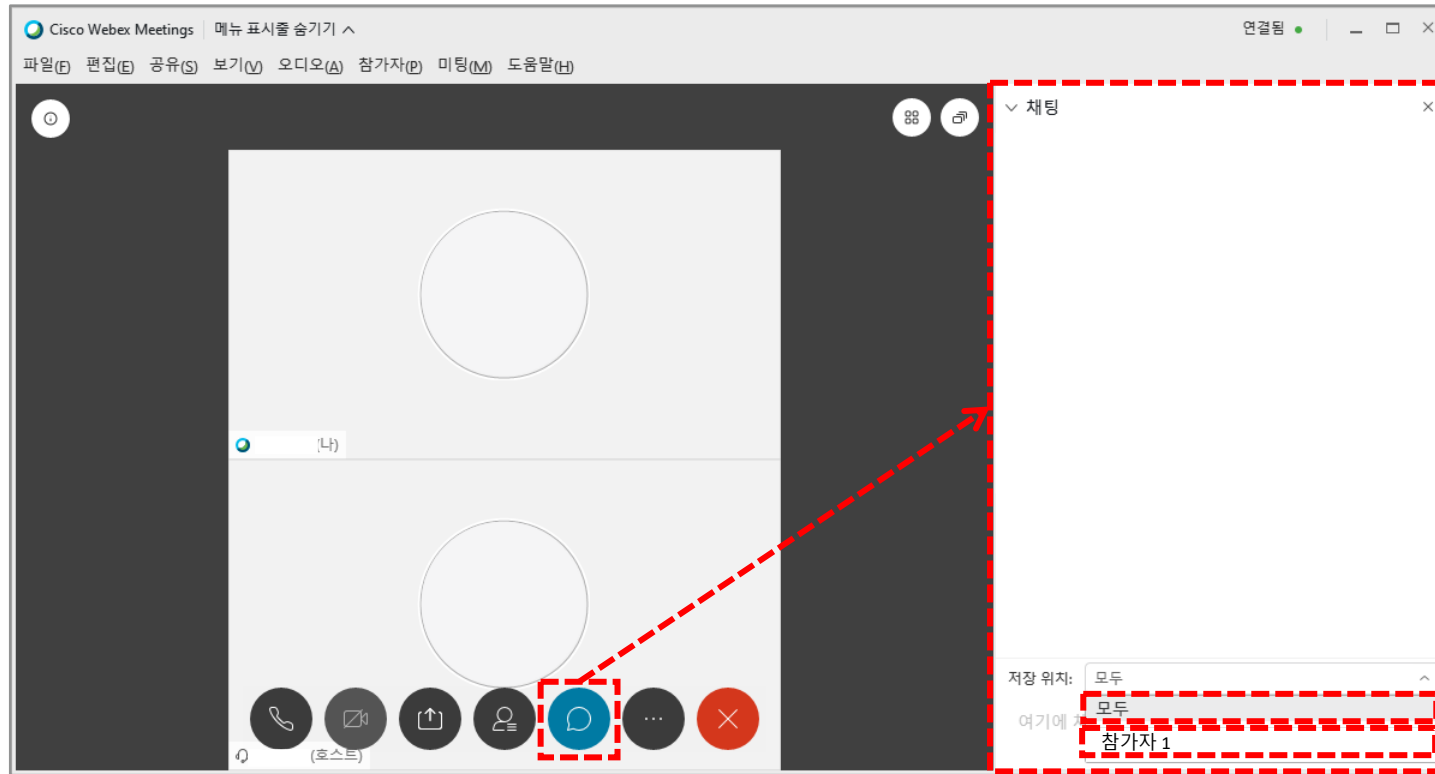 Cisco Webex Meetings 메뉴 표시줄 숨기기 연결됨
파일(F) 편집(E) 공유(S) 보기(V) 오디오(A) 참가자(P) 미팅(M) 도움말(H)
채팅
(나)
저장 위치: 모두
여기에
모두
참가자 1
(호스트)